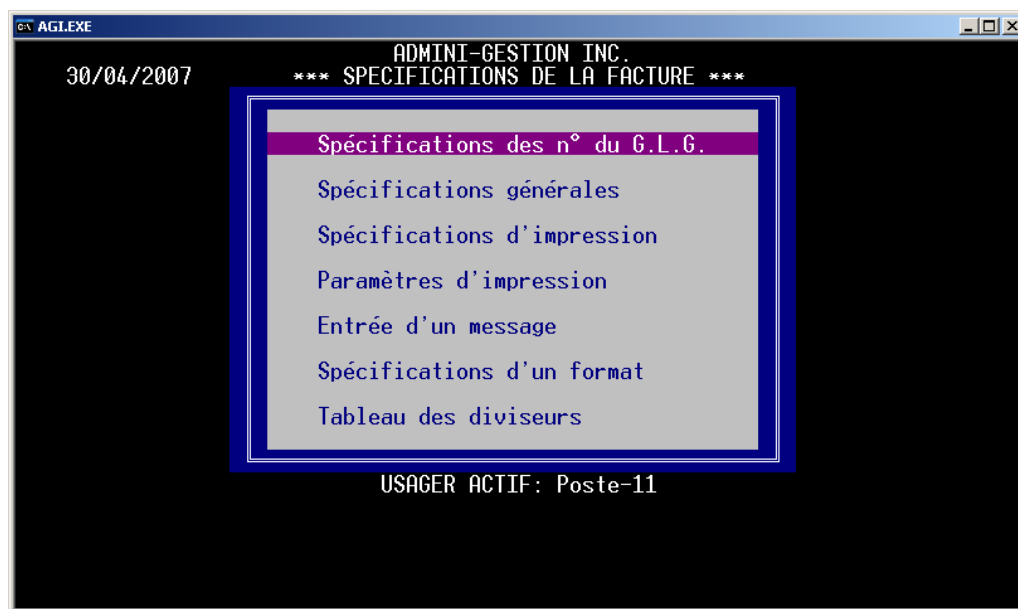 AGI.EXE
ADMINI-GESTION INC.
30/04/2007 *** SPECIFICATIONS DE LA FACTURE ***
Spécifications des n° du G.L.G.
Spécifications générales
Spécifications d'impression
Paramètres d'impression
Entrée d'un message
Spécifications d'un format
Tableau des diviseurs
USAGER ACTIF: Poste-11